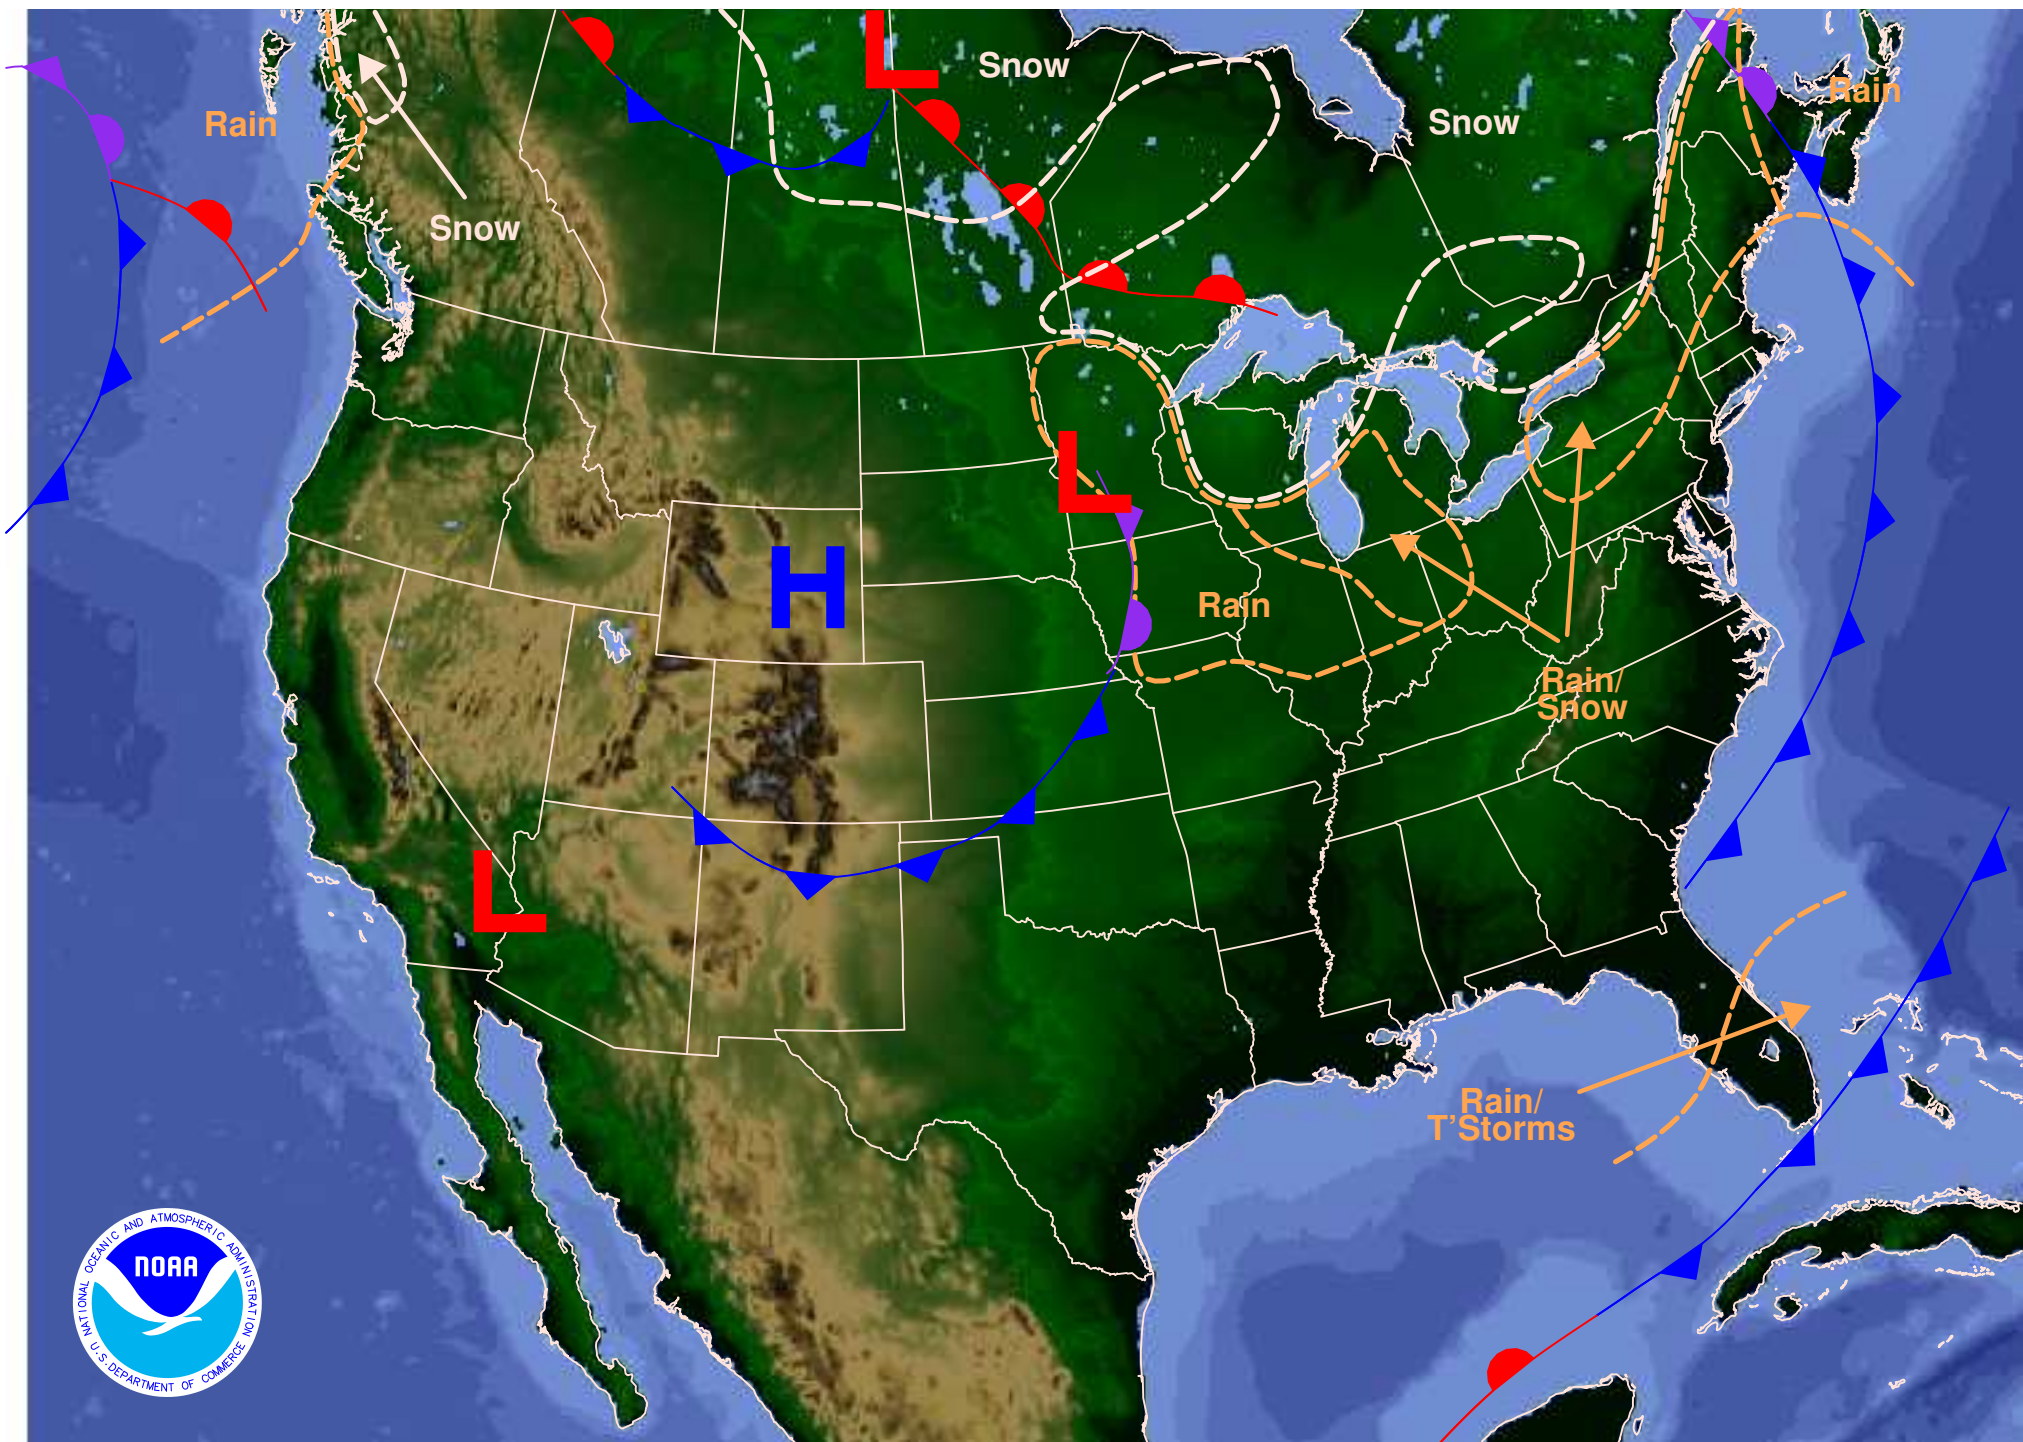 L
Snow
Rain
Rain
Snow
Snow
L
H
Rain
Rain/
Snow
L
Rain/
T'Storms
NATIONAL OCEANIC AND ATMOSPHERIC ADMINISTRATION
NOAA
U.S. DEPARTMENT OF COMMERCE